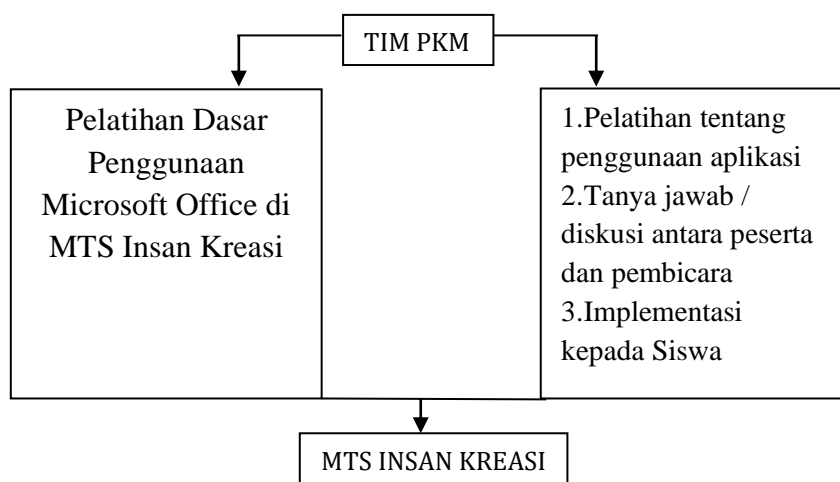 TIM PKM
Pelatihan Dasar
Penggunaan
Microsoft Office di
MTS Insan Kreasi
1.Pelatihan tentang
penggunaan aplikasi
2.Tanya jawab /
diskusi antara peserta
dan pembicara
3.Implementasi
kepada Siswa
MTS INSAN KREASI